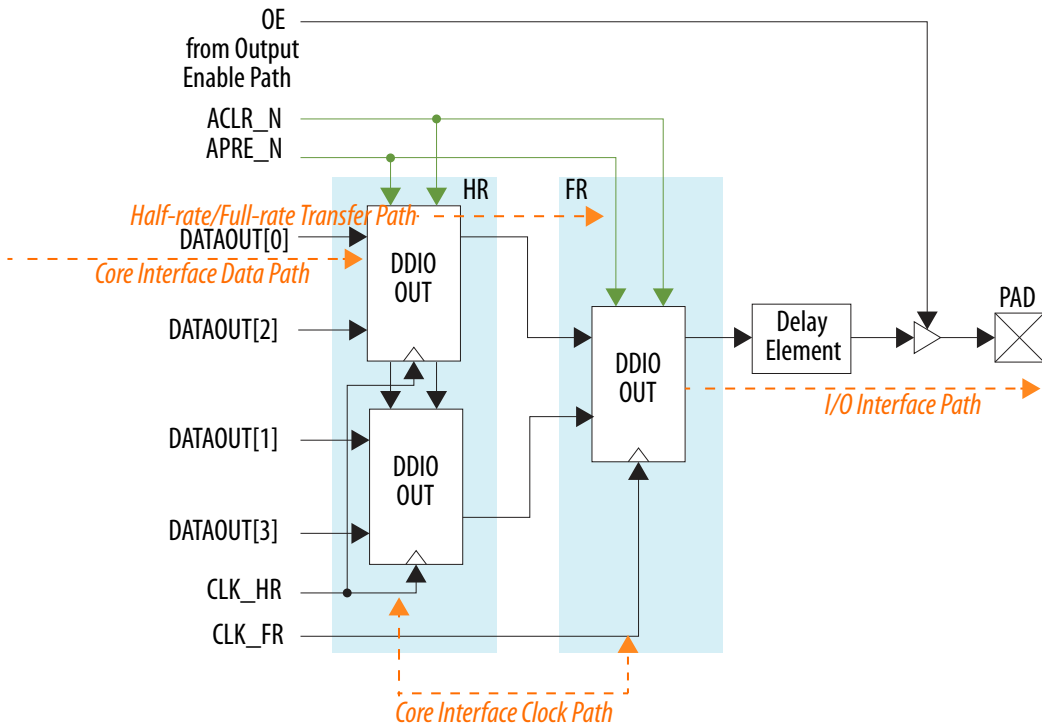 OE
from Output
Enable Path
ACLR_N
APRE_N
HR
FR
Half-rate/Full-rate Transfer Path
DATAOUT[0]
Core Interface Data Path
DDIO
OUT
DATAOUT[2]
PAD
Delay
Element
DDIO
OUT
I/O Interface Path
DATAOUT[1]
DDIO
OUT
DATAOUT[3]
CLK_HR
CLK_FR
Core Interface Clock Path